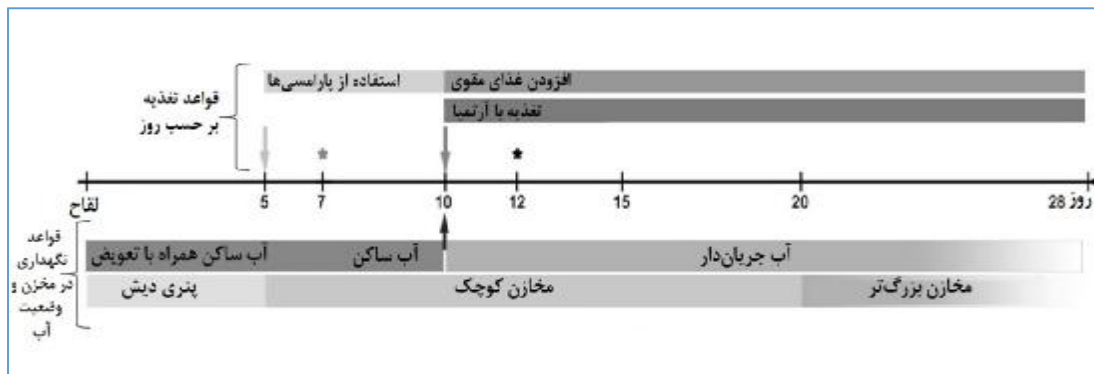 استفاده از پارامسی‌ها
افزودن غذای مقوی
تغذیه با آرتمیا
قواعد تغذیه
بر حسب روز
* *
لقاح 5 7 10 12 15 20 28 روز
قواعد
نگهداری
در مخزن و
وضعیت
آب
آب ساکن همراه با تعویض
آب ساکن
آب جریان‌دار
پتری دیش
مخازن کوچک
مخازن بزرگ‌تر